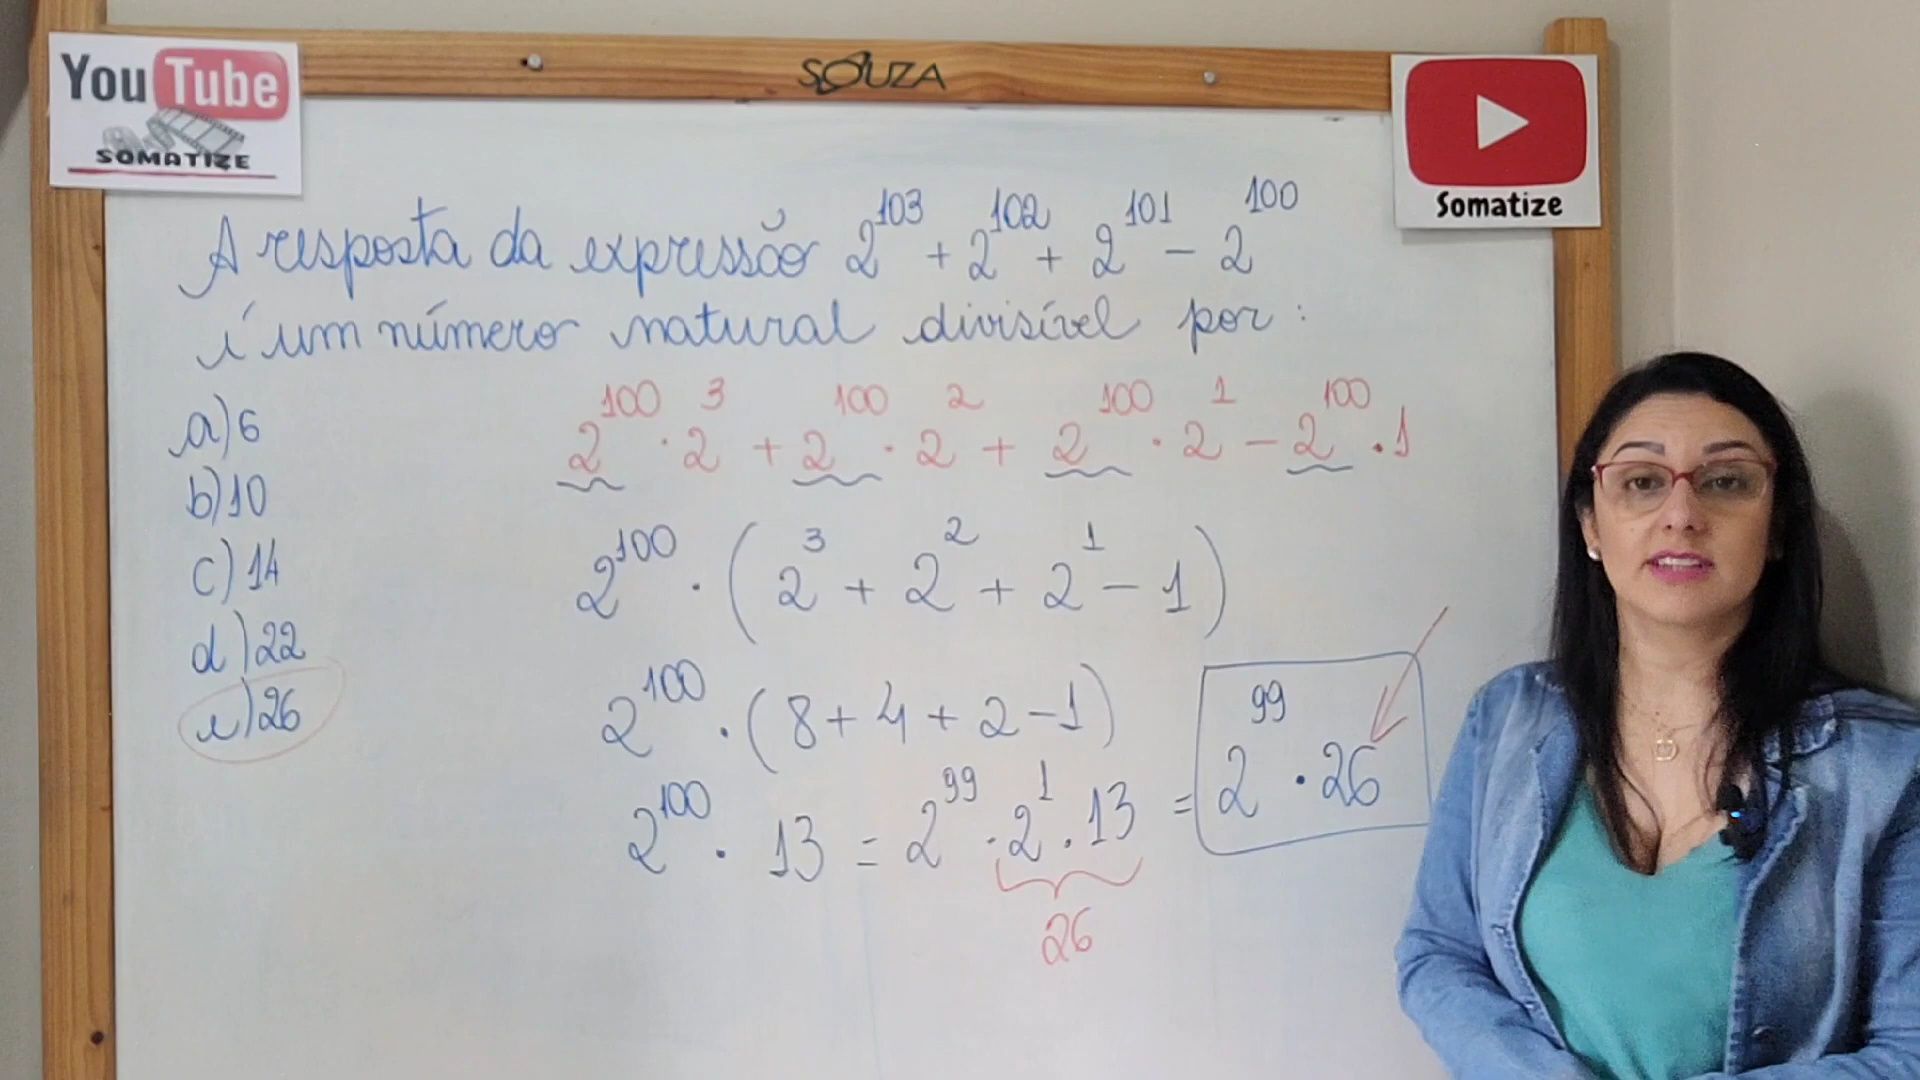 YouTube
SOMATIZE
SOUZA
Somatize
A resposta da expressão 2^103 + 2^102 + 2^101 - 2^100
é um número natural divisível por:
a) 6
b) 10
c) 14
d) 22
e) 26
2^100 · 2^3 + 2^100 · 2^2 + 2^100 · 2^1 - 2^100 · 1
2^100 · (2^3 + 2^2 + 2^1 - 1)
2^100 · (8 + 4 + 2 - 1)
2^100 · 13 = 2^99 · 2^1 · 13 = 2^99 · 26
26